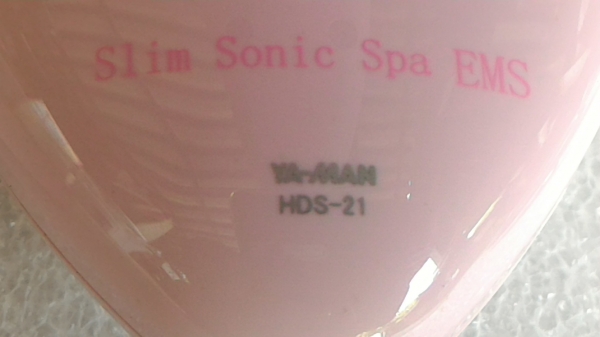 Slim Sonic Spa EMS
YA-MAN
HDS-21